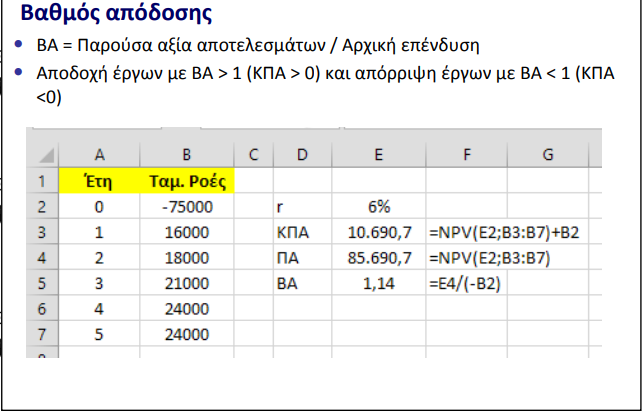 Βαθμός απόδοσης
• ΒΑ = Παρούσα αξία αποτελεσμάτων / Αρχική επένδυση
• Αποδοχή έργων με ΒΑ > 1 (ΚΠΑ > 0) και απόρριψη έργων με ΒΑ < 1 (ΚΠΑ
<0)
A B C D E F G
1 Έτη Ταμ. Ροές
2 0 -75000 r 6%
3 1 16000 ΚΠΑ 10.690,7 =NPV(E2;B3:B7)+B2
4 2 18000 ΠΑ 85.690,7 =NPV(E2;B3:B7)
5 3 21000 ΒΑ 1,14 =E4/(-B2)
6 4 24000
7 5 24000